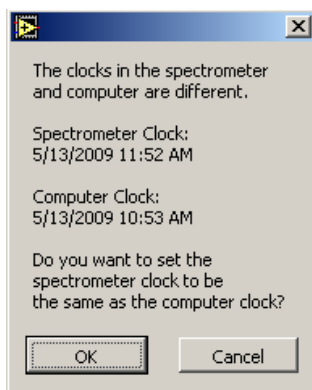 The clocks in the spectrometer
and computer are different.
Spectrometer Clock:
5/13/2009 11:52 AM
Computer Clock:
5/13/2009 10:53 AM
Do you want to set the
spectrometer clock to be
the same as the computer clock?
OK
Cancel